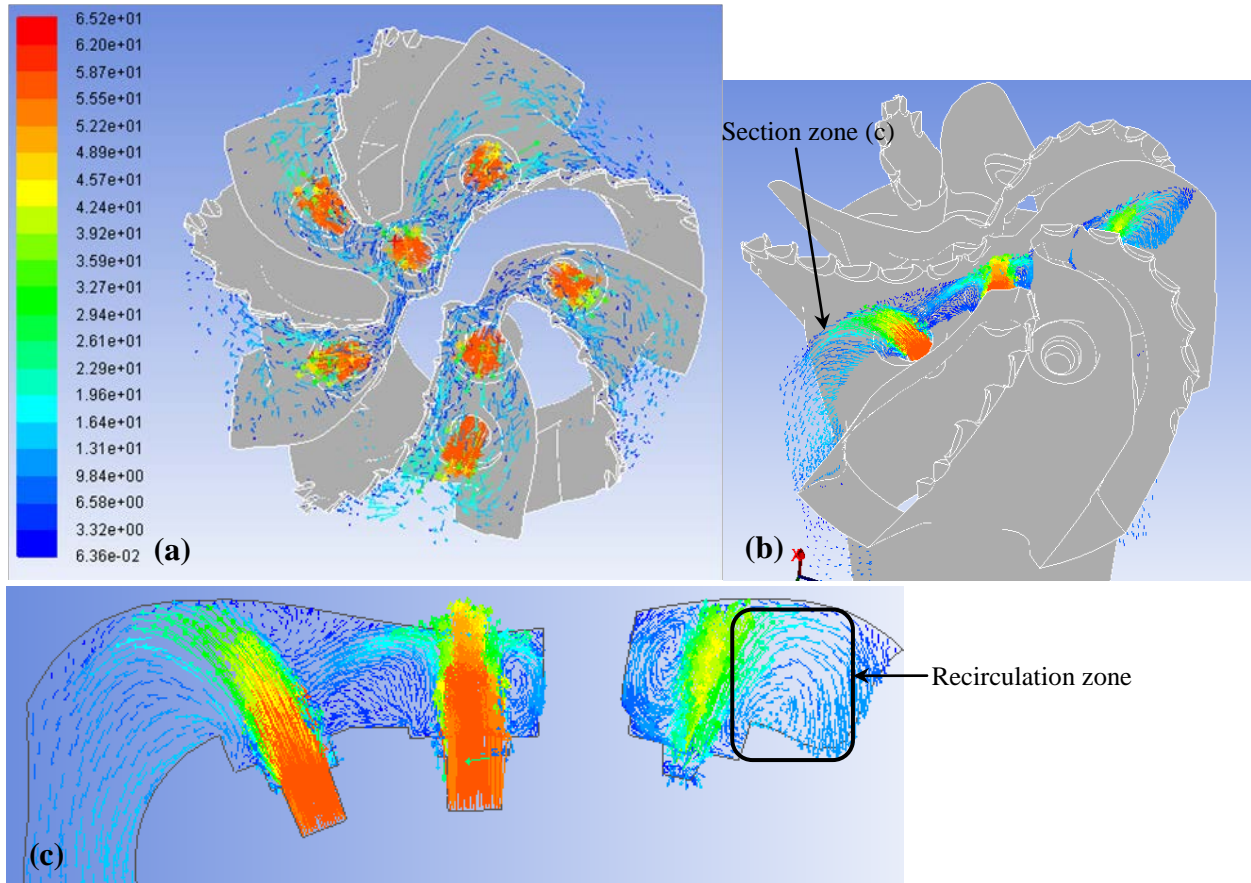 6.52e+01
6.20e+01
5.87e+01
5.55e+01
5.22e+01
4.89e+01
4.57e+01
4.24e+01
3.92e+01
3.59e+01
3.27e+01
2.94e+01
2.61e+01
2.29e+01
1.96e+01
1.64e+01
1.31e+01
9.84e+00
6.58e+00
3.32e+00
6.36e-02
(a)
Section zone (c)
X
(b)
Recirculation zone
(c)